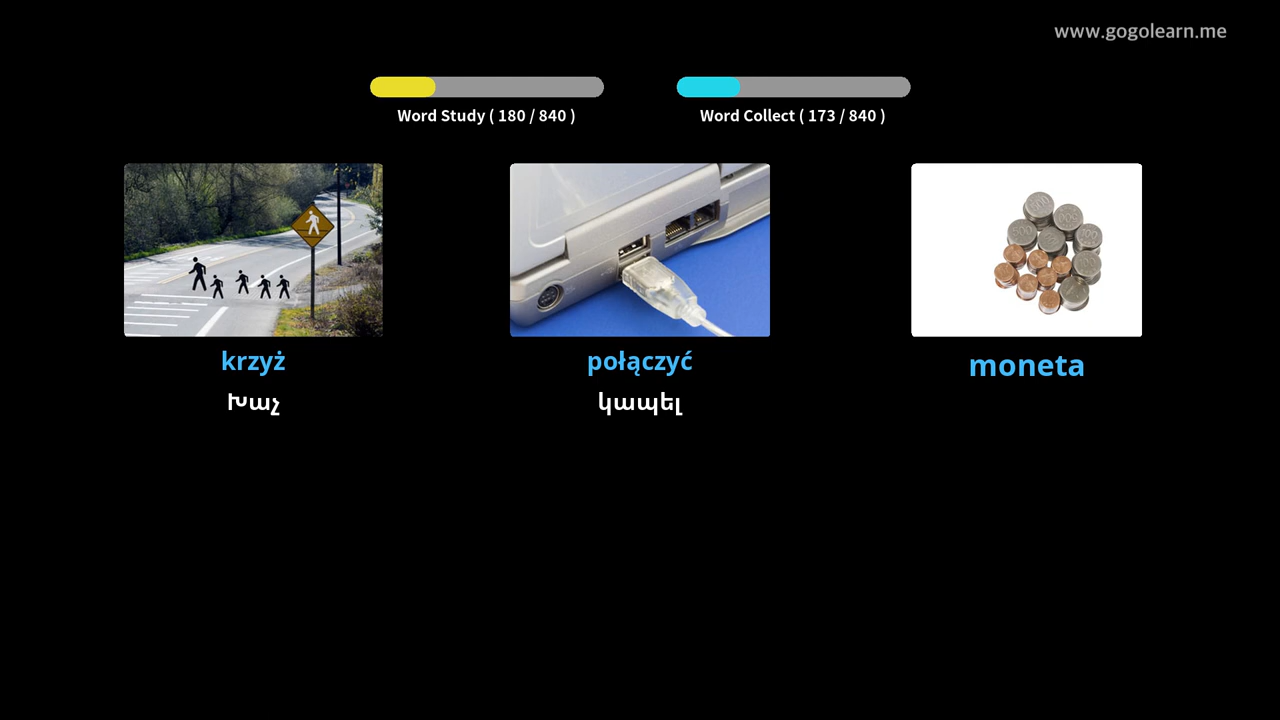 www.gogolearn.me
Word Study ( 180 / 840 )
Word Collect ( 173 / 840 )
krzyż
Խաչ
połączyć
կապել
moneta